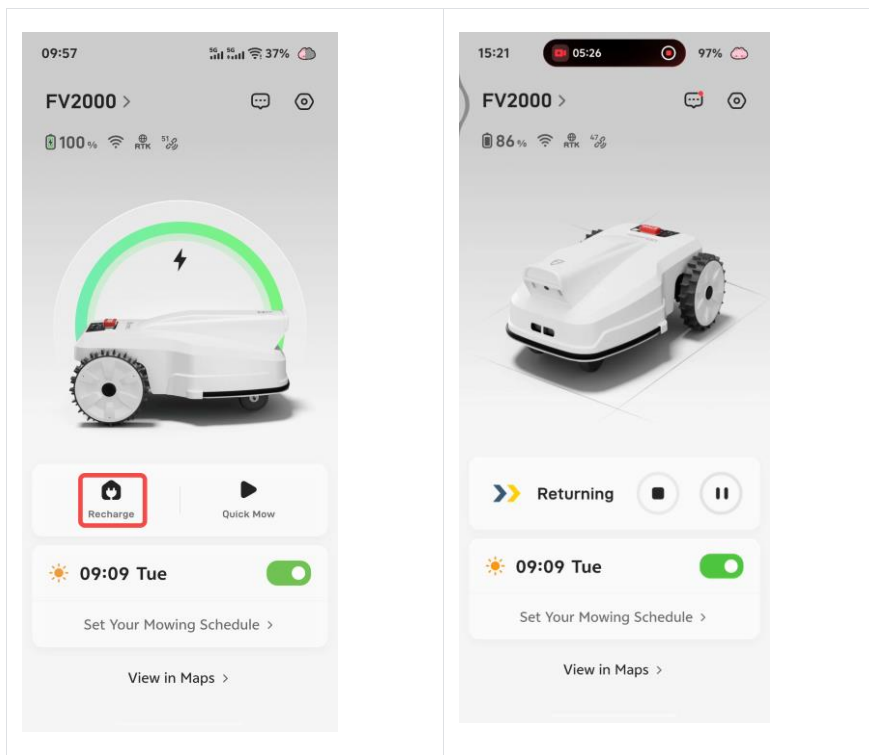 09:57
5G 5G 37%
FV2000 >
100%
RTK
51
Recharge
Quick Mow
09:09 Tue
Set Your Mowing Schedule >
View in Maps >
15:21
05:26
97%
FV2000 >
86%
RTK
47
Returning
09:09 Tue
Set Your Mowing Schedule >
View in Maps >